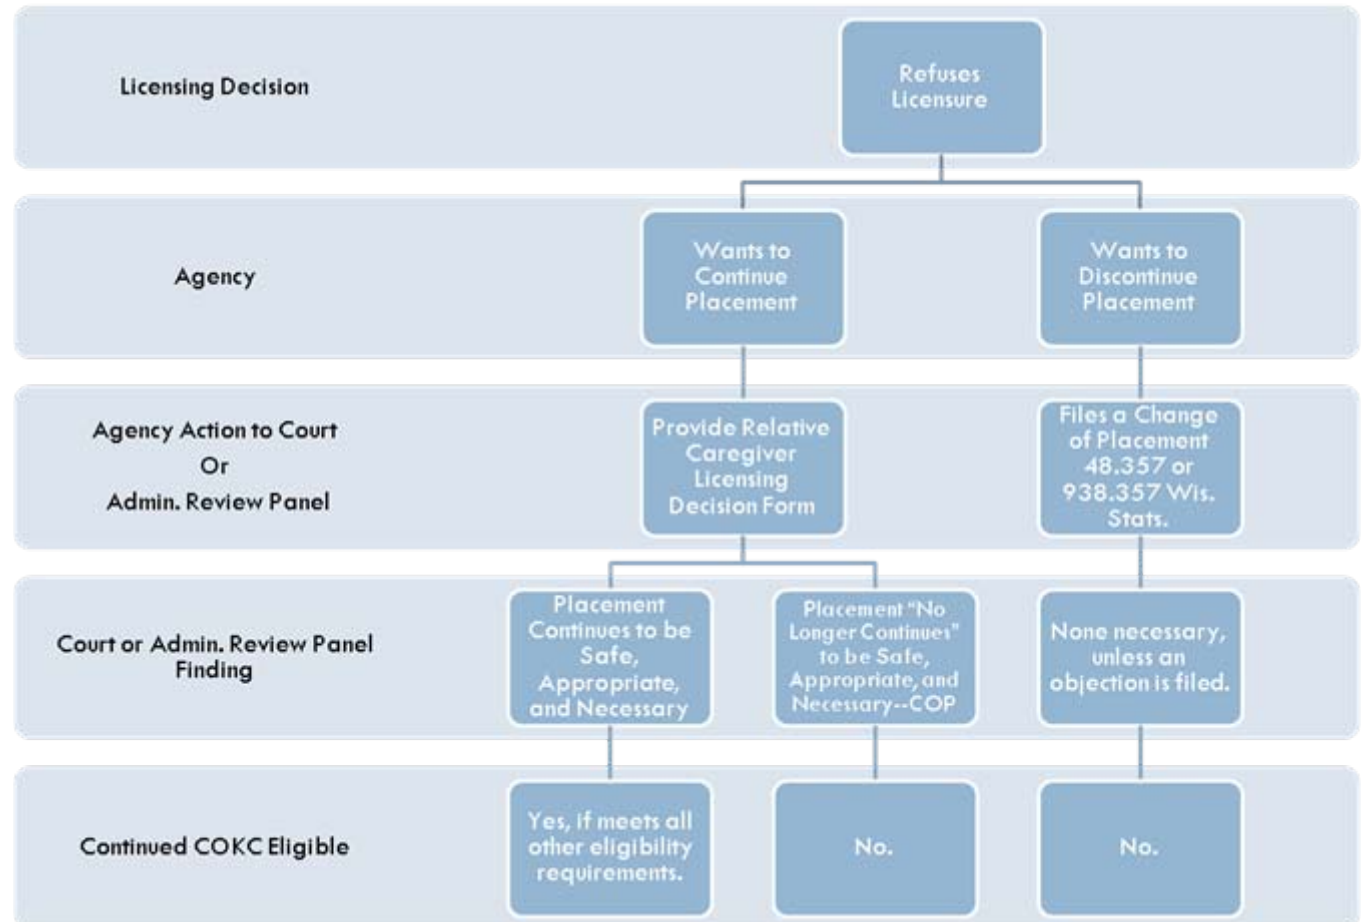 Licensing Decision
Refuses
Licensure
Agency
Wants to
Continue
Placement
Wants to
Discontinue
Placement
Agency Action to Court
Or
Admin. Review Panel
Provide Relative
Caregiver
Licensing
Decision Form
Files a Change
of Placement
48.357 or
938.357 Wis.
Stats.
Court or Admin. Review Panel
Finding
Placement
Continues to be
Safe,
Appropriate,
and Necessary
Placement "No
Longer Continues"
to be Safe,
Appropriate, and
Necessary--COP
None necessary,
unless an
objection is filed.
Continued COKC Eligible
Yes, if meets all
other eligibility
requirements.
No.
No.